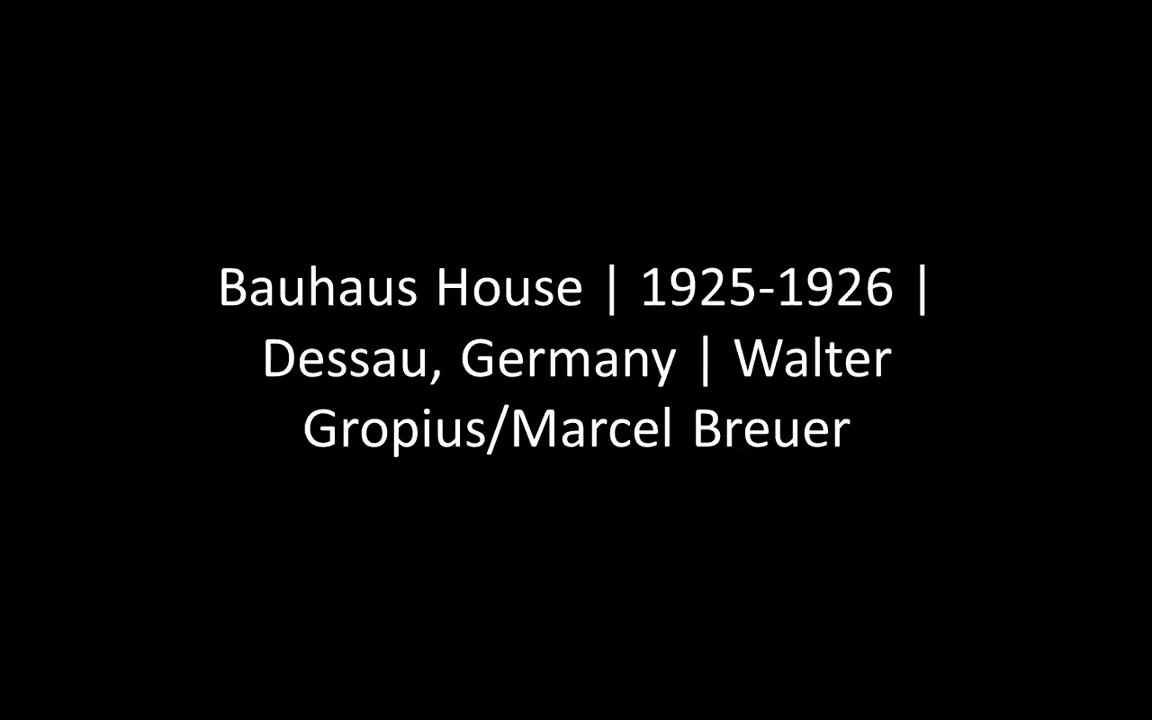 Bauhaus House | 1925-1926 |
Dessau, Germany | Walter
Gropius/Marcel Breuer